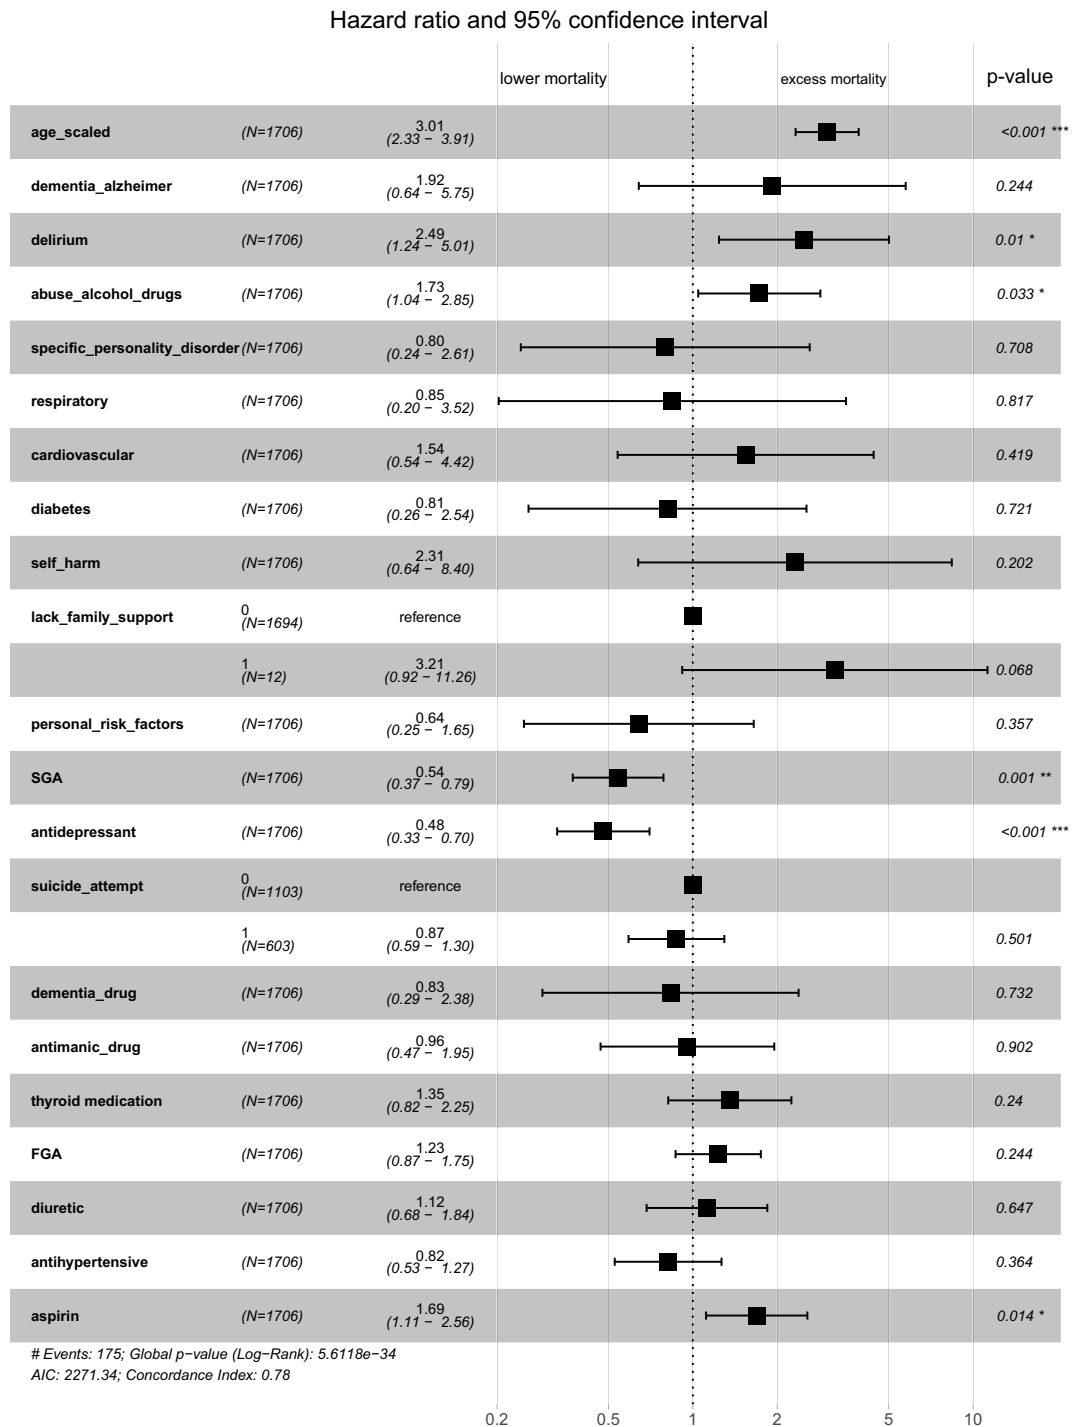 Hazard ratio and 95% confidence interval
lower mortality excess mortality p-value
age_scaled (N=1706) 3.01 (2.33 − 3.91) <0.001 ***
dementia_alzheimer (N=1706) 1.92 (0.64 − 5.75) 0.244
delirium (N=1706) 2.49 (1.24 − 5.01) 0.01 *
abuse_alcohol_drugs (N=1706) 1.73 (1.04 − 2.85) 0.033 *
specific_personality_disorder (N=1706) 0.80 (0.24 − 2.61) 0.708
respiratory (N=1706) 0.85 (0.20 − 3.52) 0.817
cardiovascular (N=1706) 1.54 (0.54 − 4.42) 0.419
diabetes (N=1706) 0.81 (0.26 − 2.54) 0.721
self_harm (N=1706) 2.31 (0.64 − 8.40) 0.202
lack_family_support 0 (N=1694) reference
1 (N=12) 3.21 (0.92 − 11.26) 0.068
personal_risk_factors (N=1706) 0.64 (0.25 − 1.65) 0.357
SGA (N=1706) 0.54 (0.37 − 0.79) 0.001 **
antidepressant (N=1706) 0.48 (0.33 − 0.70) <0.001 ***
suicide_attempt 0 (N=1103) reference
1 (N=603) 0.87 (0.59 − 1.30) 0.501
dementia_drug (N=1706) 0.83 (0.29 − 2.38) 0.732
antimanic_drug (N=1706) 0.96 (0.47 − 1.95) 0.902
thyroid medication (N=1706) 1.35 (0.82 − 2.25) 0.24
FGA (N=1706) 1.23 (0.87 − 1.75) 0.244
diuretic (N=1706) 1.12 (0.68 − 1.84) 0.647
antihypertensive (N=1706) 0.82 (0.53 − 1.27) 0.364
aspirin (N=1706) 1.69 (1.11 − 2.56) 0.014 *
# Events: 175; Global p−value (Log−Rank): 5.6118e−34
AIC: 2271.34; Concordance Index: 0.78
0.2 0.5 1 2 5 10